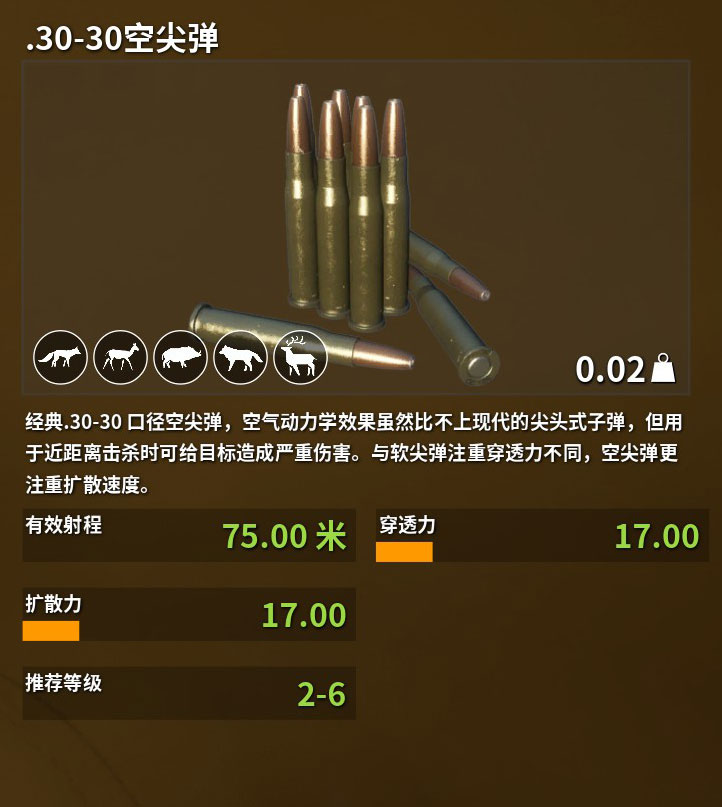 .30-30空尖弹
0.02
经典.30-30 口径空尖弹，空气动力学效果虽然比不上现代的尖头式子弹，但用
于近距离击杀时可给目标造成严重伤害。与软尖弹注重穿透力不同，空尖弹更
注重扩散速度。
有效射程 75.00 米
穿透力 17.00
扩散力 17.00
推荐等级 2-6